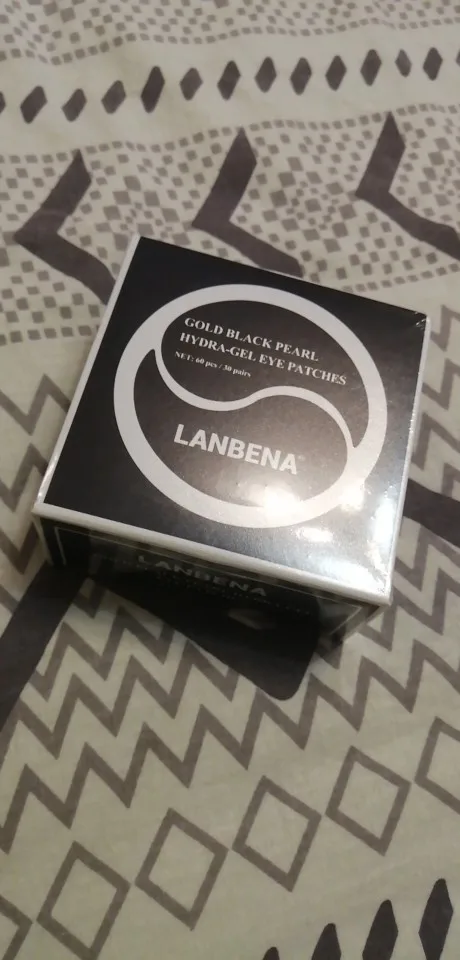 GOLD BLACK PEARL
HYDRA-GEL EYE PATCHES
NET: 60 pcs / 30 pairs
LANBENA®
LANBENA